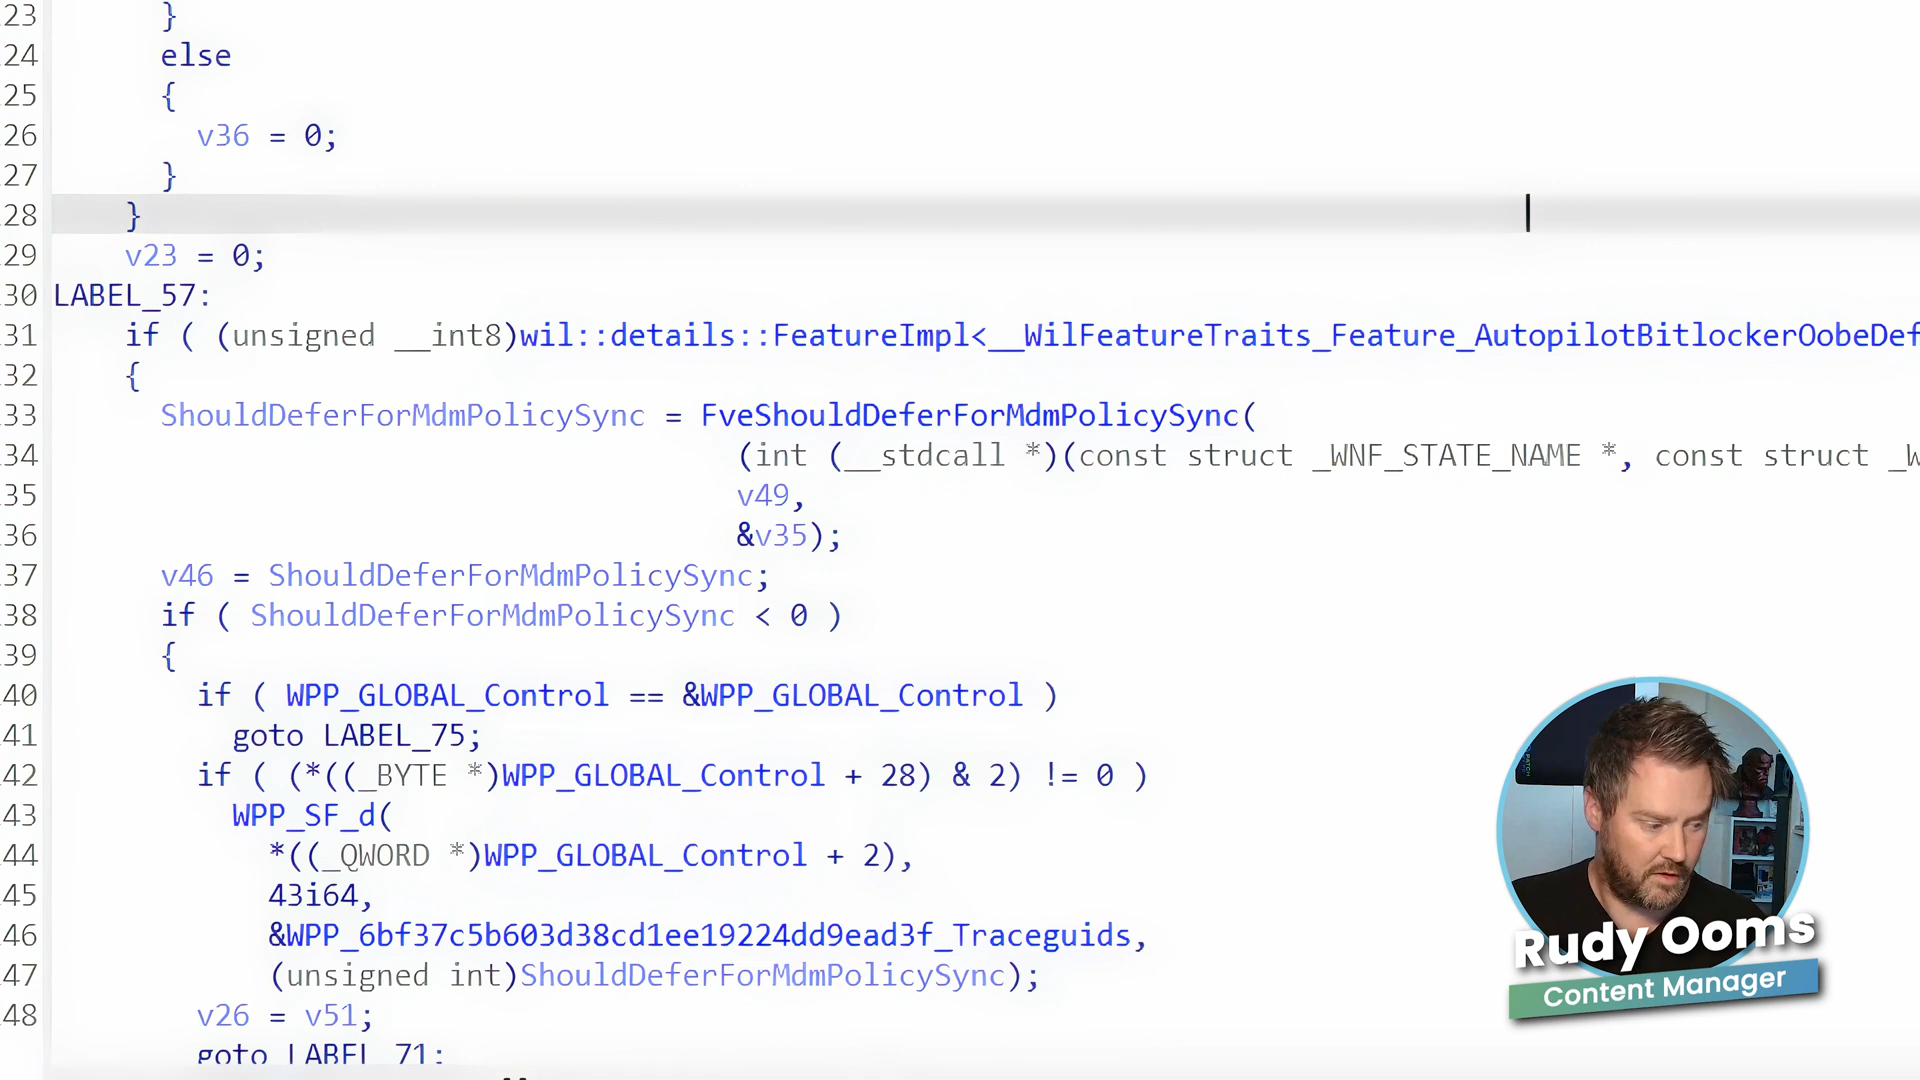 23 }
24 else
25 {
26 v36 = 0;
27 }
28 }
29 v23 = 0;
30 LABEL_57:
31 if ( (unsigned __int8)wil::details::FeatureImpl<__WilFeatureTraits_Feature_AutopilotBitlockerOobeDef
32 {
33 ShouldDeferForMdmPolicySync = FveShouldDeferForMdmPolicySync(
34 (int (__stdcall *)(const struct _WNF_STATE_NAME *, const struct _W
35 v49,
36 &v35);
37 v46 = ShouldDeferForMdmPolicySync;
38 if ( ShouldDeferForMdmPolicySync < 0 )
39 {
40 if ( WPP_GLOBAL_Control == &WPP_GLOBAL_Control )
41 goto LABEL_75;
42 if ( (*((_BYTE *)WPP_GLOBAL_Control + 28) & 2) != 0 )
43 WPP_SF_d(
44 *((_QWORD *)WPP_GLOBAL_Control + 2),
45 43i64,
46 &WPP_6bf37c5b603d38cd1ee19224dd9ead3f_Traceguids,
47 (unsigned int)ShouldDeferForMdmPolicySync);
48 v26 = v51;
goto LABEL_71;
Rudy Ooms
Content Manager